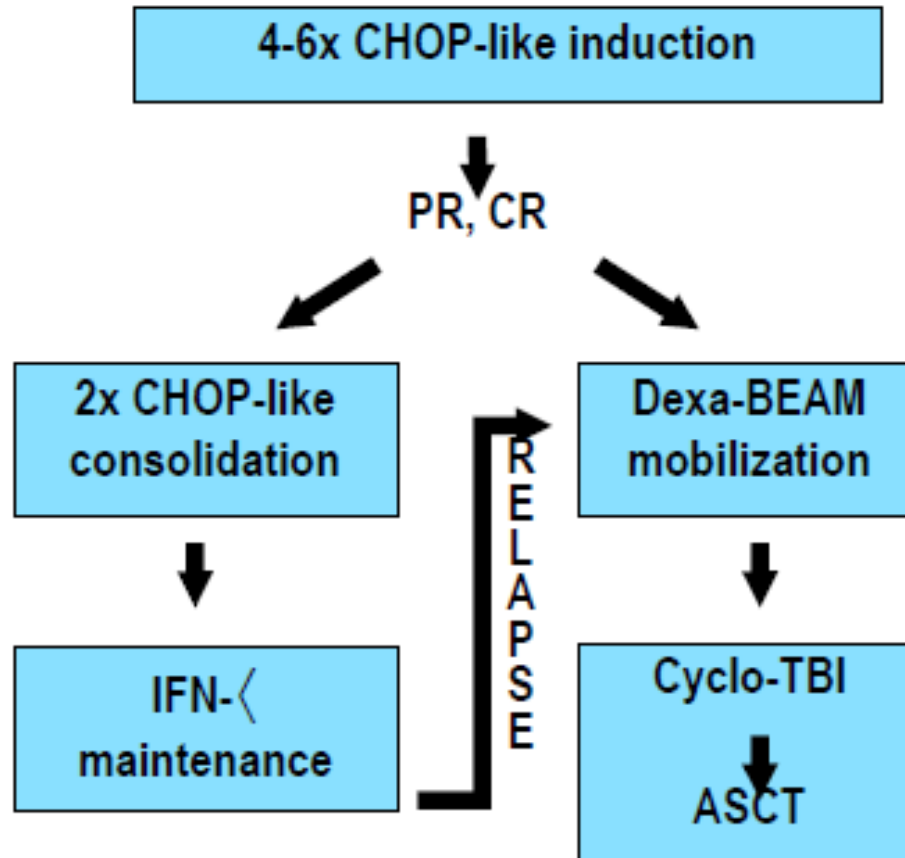 4-6x CHOP-like induction
PR, CR
2x CHOP-like
consolidation
Dexa-BEAM
mobilization
RELAPSE
IFN-〈
maintenance
Cyclo-TBI
ASCT